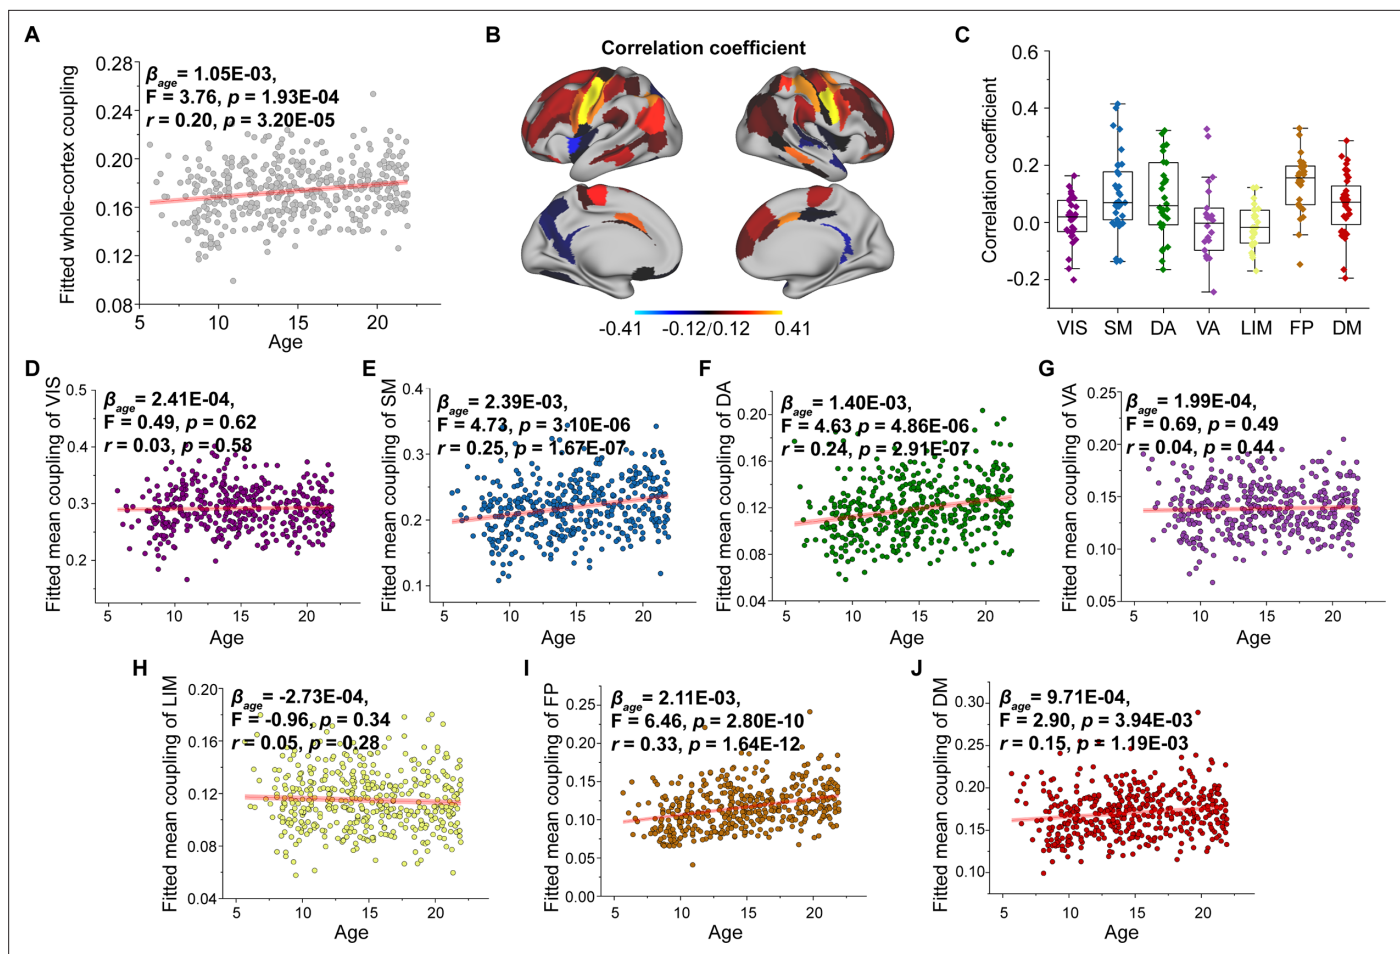 A
βage = 1.05E-03,
F = 3.76, p = 1.93E-04
r = 0.20, p = 3.20E-05
Fitted whole-cortex coupling
0.28
0.24
0.20
0.16
0.12
0.08
5 10 15 20
Age
B
Correlation coefficient
-0.41 -0.12/0.12 0.41
C
Correlation coefficient
0.6
0.4
0.2
0.0
-0.2
VIS SM DA VA LIM FP DM
D
βage = 2.41E-04,
F = 0.49, p = 0.62
r = 0.03, p = 0.58
Fitted mean coupling of VIS
0.5
0.4
0.3
0.2
5 10 15 20
Age
E
βage = 2.39E-03,
F = 4.73, p = 3.10E-06
r = 0.25, p = 1.67E-07
Fitted mean coupling of SM
0.4
0.3
0.2
0.1
5 10 15 20
Age
F
βage = 1.40E-03,
F = 4.63 p = 4.86E-06
r = 0.24, p = 2.91E-07
Fitted mean coupling of DA
0.20
0.16
0.12
0.08
0.04
5 10 15 20
Age
G
βage = 1.99E-04,
F = 0.69, p = 0.49
r = 0.04, p = 0.44
Fitted mean coupling of VA
0.25
0.20
0.15
0.10
0.05
5 10 15 20
Age
H
βage = -2.73E-04,
F = -0.96, p = 0.34
r = 0.05, p = 0.28
Fitted mean coupling of LIM
0.20
0.16
0.12
0.08
0.04
5 10 15 20
Age
I
βage = 2.11E-03,
F = 6.46, p = 2.80E-10
r = 0.33, p = 1.64E-12
Fitted mean coupling of FP
0.25
0.20
0.15
0.10
0.05
0.00
5 10 15 20
Age
J
βage = 9.71E-04,
F = 2.90, p = 3.94E-03
r = 0.15, p = 1.19E-03
Fitted mean coupling of DM
0.30
0.25
0.20
0.15
0.10
5 10 15 20
Age